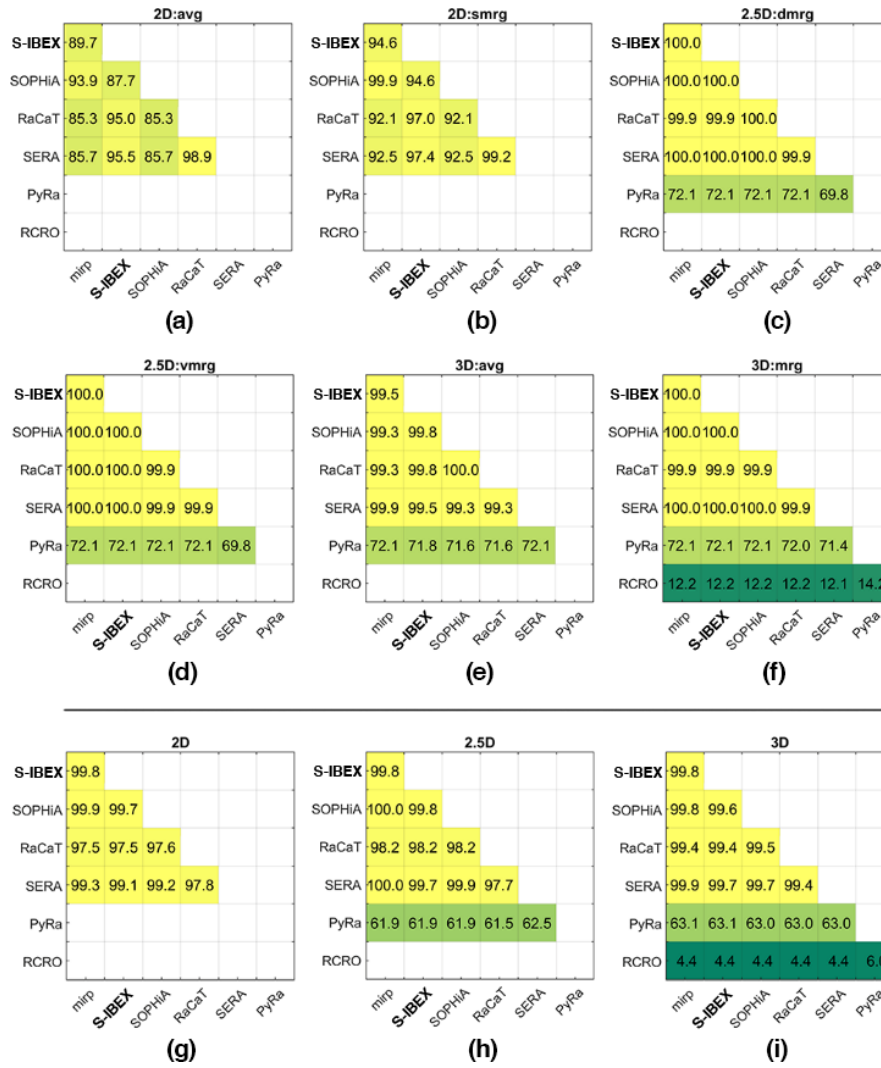 2D:avg 2D:smrg 2.5D:dmrg
S-IBEX 89.7 S-IBEX 94.6 S-IBEX 100.0
SOPHiA 93.9 87.7 SOPHiA 99.9 94.6 SOPHiA 100.0 100.0
RaCaT 85.3 95.0 85.3 RaCaT 92.1 97.0 92.1 RaCaT 99.9 99.9 100.0
SERA 85.7 95.5 85.7 98.9 SERA 92.5 97.4 92.5 99.2 SERA 100.0 100.0 100.0 99.9
PyRa PyRa PyRa 72.1 72.1 72.1 72.1 69.8
RCRO RCRO RCRO
mirp S-IBEX SOPHiA RaCaT SERA PyRa mirp S-IBEX SOPHiA RaCaT SERA PyRa mirp S-IBEX SOPHiA RaCaT SERA PyRa
(a) (b) (c)
2.5D:vmrg 3D:avg 3D:mrg
S-IBEX 100.0 S-IBEX 99.5 S-IBEX 100.0
SOPHiA 100.0 100.0 SOPHiA 99.3 99.8 SOPHiA 100.0 100.0
RaCaT 100.0 100.0 99.9 RaCaT 99.3 99.8 100.0 RaCaT 99.9 99.9 99.9
SERA 100.0 100.0 99.9 99.9 SERA 99.9 99.5 99.3 99.3 SERA 100.0 100.0 100.0 99.9
PyRa 72.1 72.1 72.1 72.1 69.8 PyRa 72.1 71.8 71.6 71.6 72.1 PyRa 72.1 72.1 72.1 72.0 71.4
RCRO RCRO RCRO 12.2 12.2 12.2 12.2 12.1 14.2
mirp S-IBEX SOPHiA RaCaT SERA PyRa mirp S-IBEX SOPHiA RaCaT SERA PyRa mirp S-IBEX SOPHiA RaCaT SERA PyRa
(d) (e) (f)
2D 2.5D 3D
S-IBEX 99.8 S-IBEX 99.8 S-IBEX 99.8
SOPHiA 99.9 99.7 SOPHiA 100.0 99.8 SOPHiA 99.8 99.6
RaCaT 97.5 97.5 97.6 RaCaT 98.2 98.2 98.2 RaCaT 99.4 99.4 99.5
SERA 99.3 99.1 99.2 97.8 SERA 100.0 99.7 99.9 97.7 SERA 99.9 99.7 99.7 99.4
PyRa PyRa 61.9 61.9 61.9 61.5 62.5 PyRa 63.1 63.1 63.0 63.0 63.0
RCRO RCRO RCRO 4.4 4.4 4.4 4.4 4.4 6.0
mirp S-IBEX SOPHiA RaCaT SERA PyRa mirp S-IBEX SOPHiA RaCaT SERA PyRa mirp S-IBEX SOPHiA RaCaT SERA PyRa
(g) (h) (i)